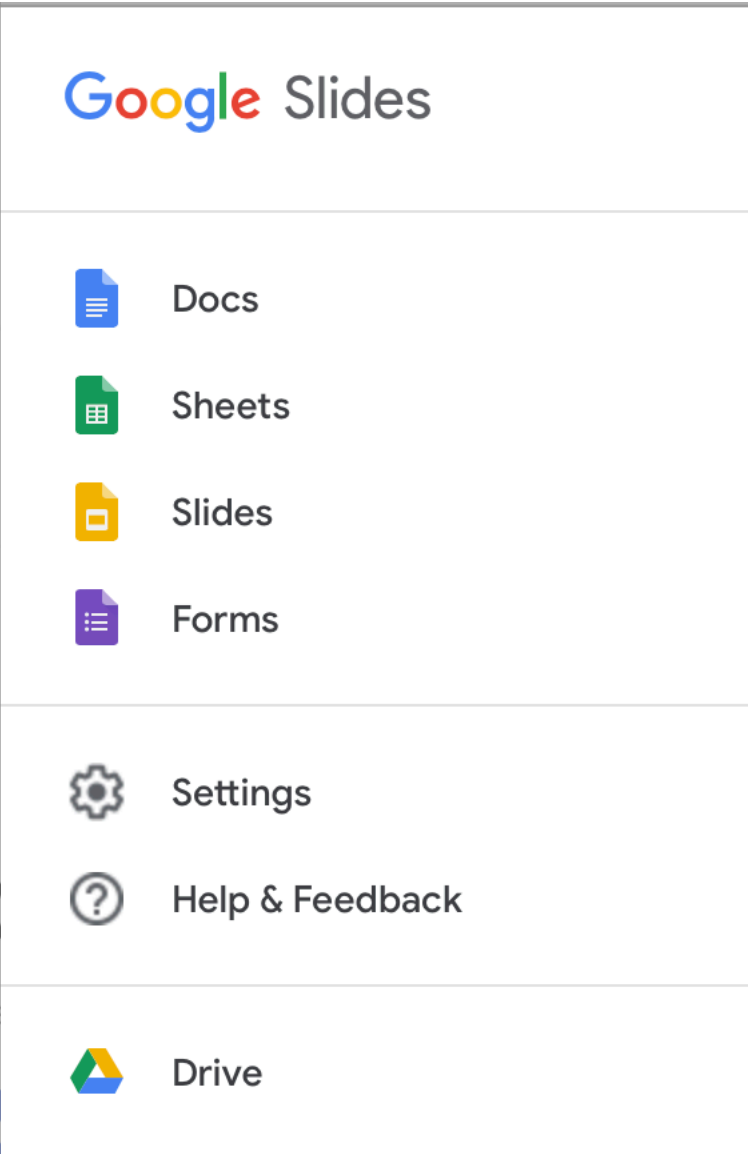 Google Slides
Docs
Sheets
Slides
Forms
Settings
Help & Feedback
Drive